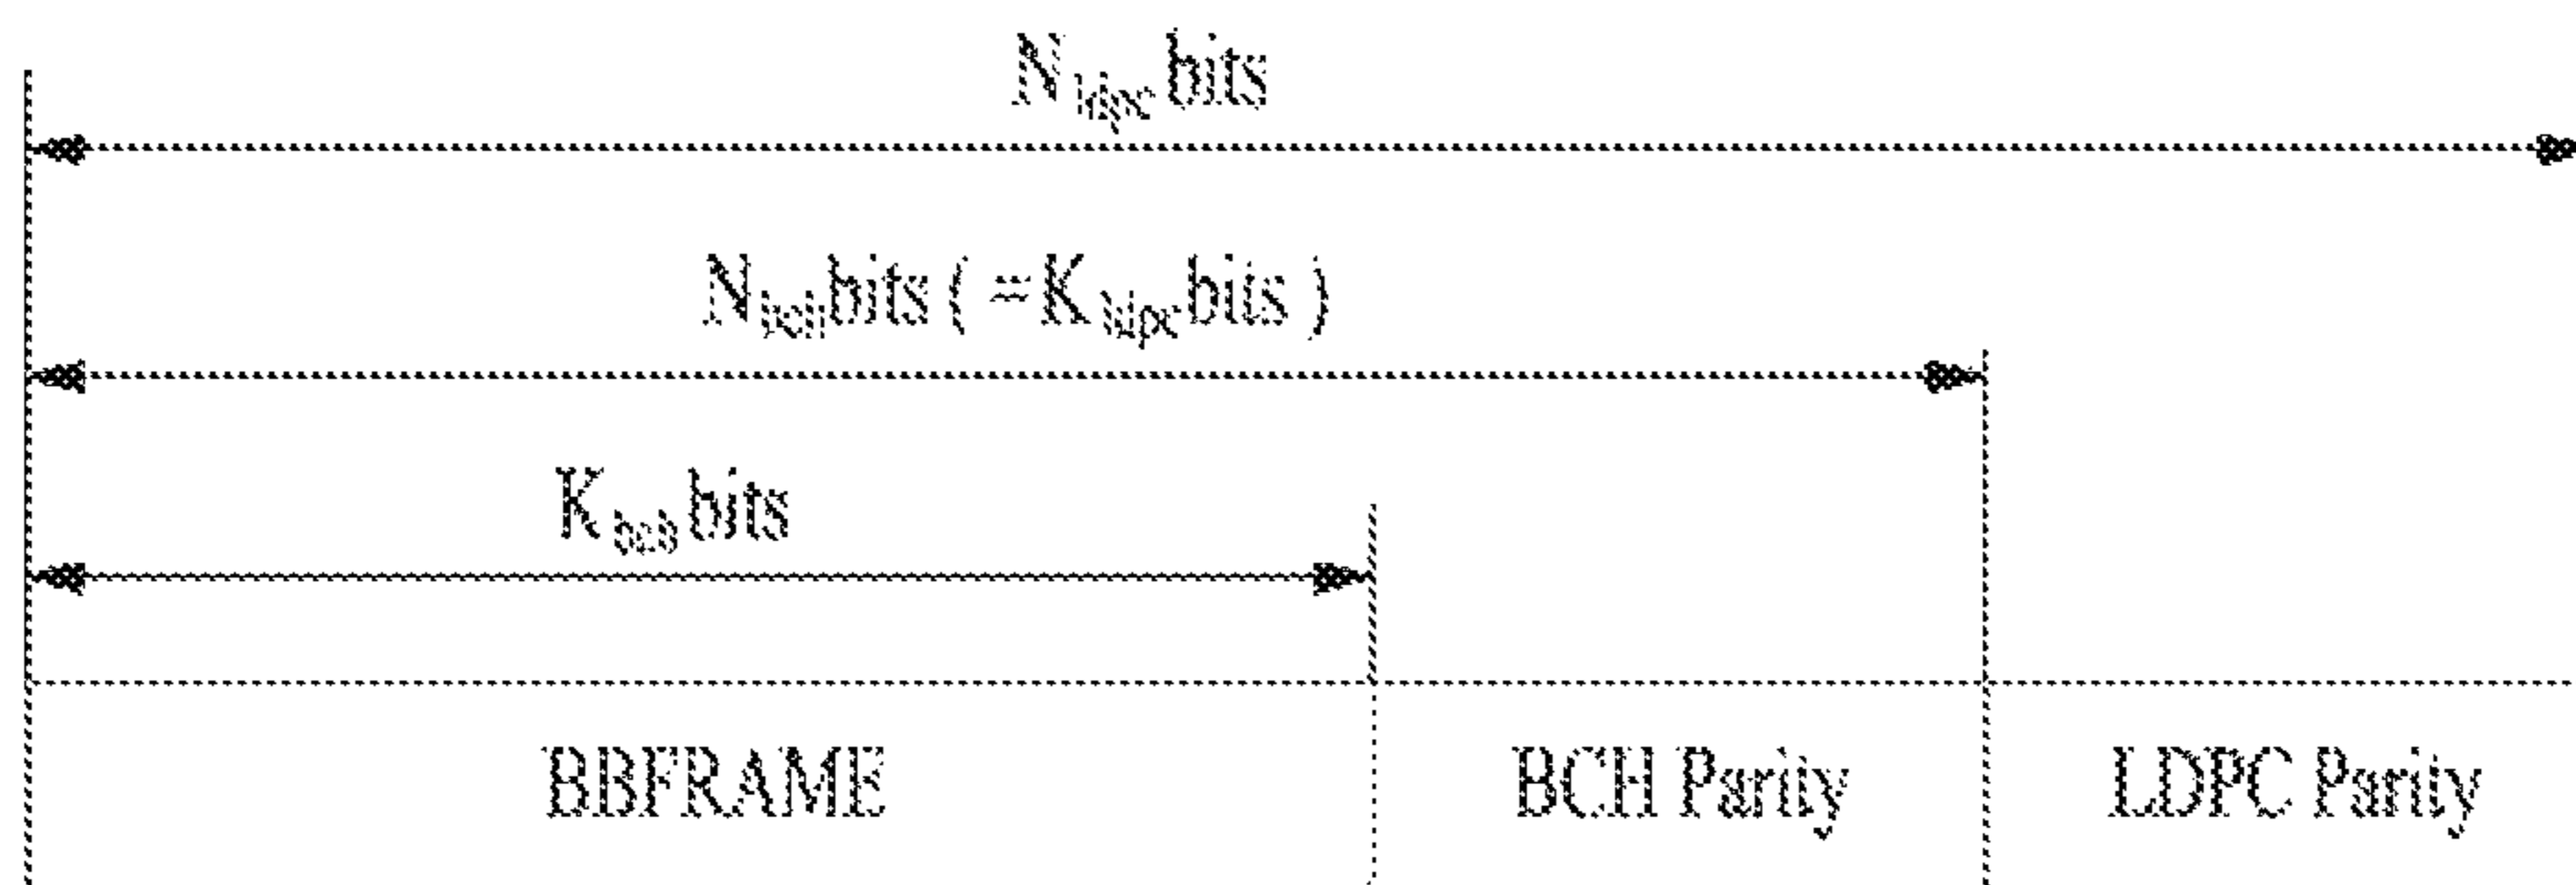 N ldpc bits
N bch bits ( = K ldpc bits )
K bch bits
BBFRAME BCH Parity LDPC Parity